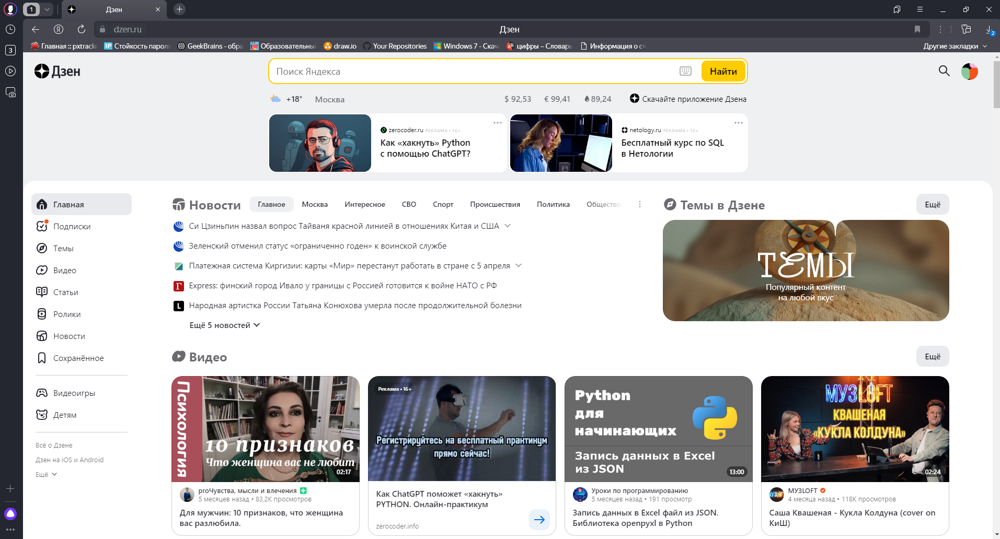 1
Дзен
dzen.ru
Дзен
2
Главная :: pxtrack
IP Стойкость пароля
GeekBrains - обра
Образовательны
draw.io
Your Repositories
Windows 7 - Скач
цифры – Словарь
Информация о сч
Другие закладки
3
Дзен
Поиск Яндекса
Найти
+18°
Москва
$ 92,53
€ 99,41
89,24
Скачайте приложение Дзена
zerocoder.ru РЕКЛАМА • 16+
Как «хакнуть» Python
с помощью ChatGPT?
netology.ru РЕКЛАМА • 16+
Бесплатный курс по SQL
в Нетологии
Главная
Подписки
Темы
Видео
Статьи
Ролики
Новости
Сохранённое
Видеоигры
Детям
Всё о Дзене
Дзен на iOS и Android
Ещё
Новости
Главное
Москва
Интересное
СВО
Спорт
Происшествия
Политика
Общество
Си Цзиньпин назвал вопрос Тайваня красной линией в отношениях Китая и США
Зеленский отменил статус «ограниченно годен» к воинской службе
Платежная система Киргизии: карты «Мир» перестанут работать в стране с 5 апреля
Г Express: финский город Ивало у границы с Россией готовится к войне НАТО с РФ
L Народная артистка России Татьяна Конюхова умерла после продолжительной болезни
Ещё 5 новостей
Темы в Дзене
Ещё
ТЕМЫ
Популярный контент
на любой вкус
Видео
Ещё
Психология
10 признаков
Что женщина вас не любит
02:17
proЧувства, мысли и влечения
5 месяцев назад • 83,2K просмотров
Для мужчин: 10 признаков, что женщина
вас разлюбила.
Реклама • 16+
Регистрируйтесь на бесплатный практикум
прямо сейчас!
Как ChatGPT поможет «хакнуть»
PYTHON. Онлайн-практикум
zerocoder.info
Python
для
начинающих
Запись данных в Excel
из JSON
13:00
Уроки по программированию
5 месяцев назад • 191 просмотр
Запись данных в Excel файл из JSON.
Библиотека openpyxl в Python
МУЗLOFT
КВАШЕНАЯ
«КУКЛА КОЛДУНА»
02:24
МУЗLOFT
МУЗLOFT
4 месяца назад • 118K просмотров
Саша Квашеная - Кукла Колдуна (cover on
КиШ)